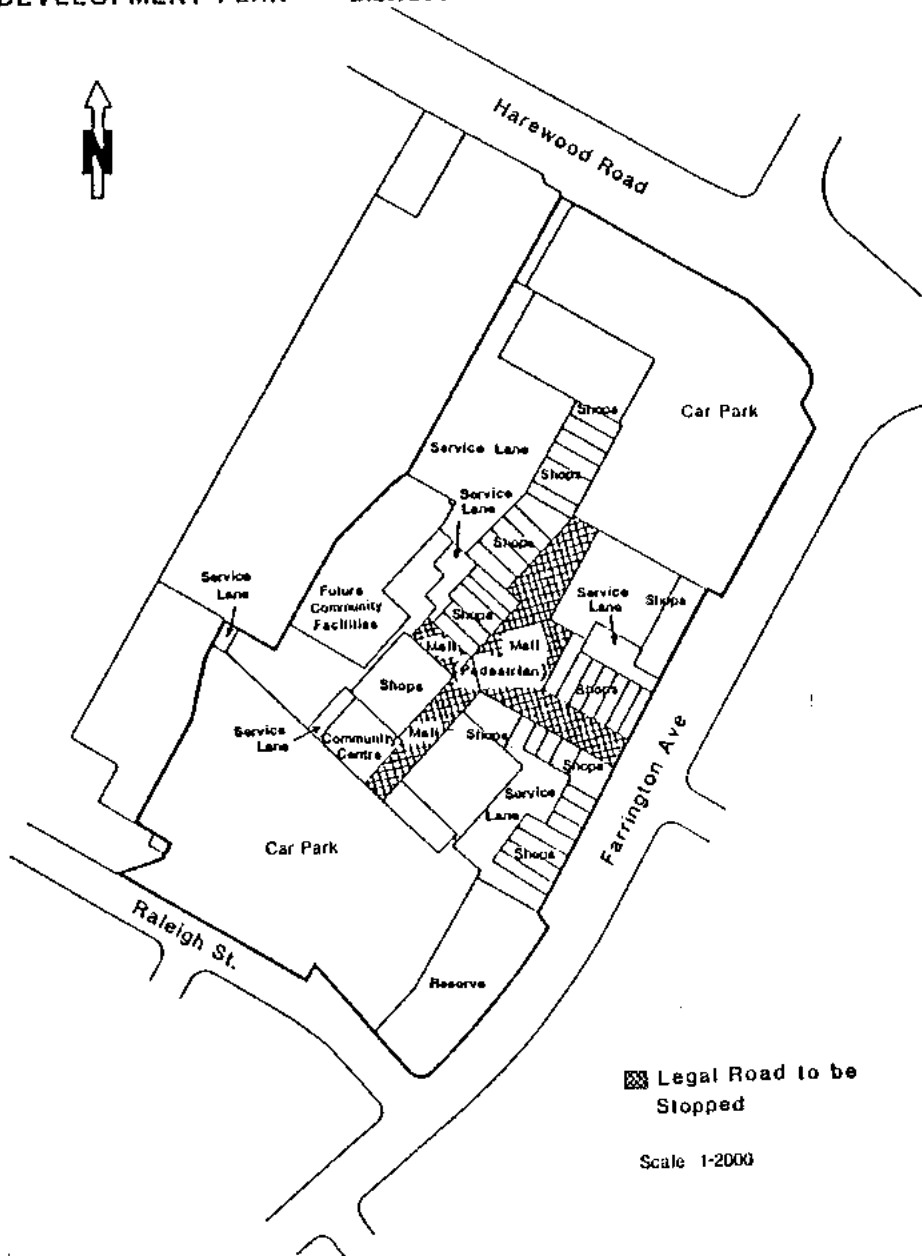 DEVELOPMENT PLAN
N
Harewood Road
Shops
Car Park
Service Lane
Shops
Service
Lane
Shops
Service
Lane
Future
Community
Facilities
Service
Lane
Shops
Shops
Mall
Mall
(Pedestrian)
Shops
Shops
Service
Lane
Community
Centre
Mall
Shops
Shops
Service
Lane
Farrington Ave
Car Park
Shops
Raleigh St.
Reserve
Legal Road to be
Stopped
Scale 1-2000